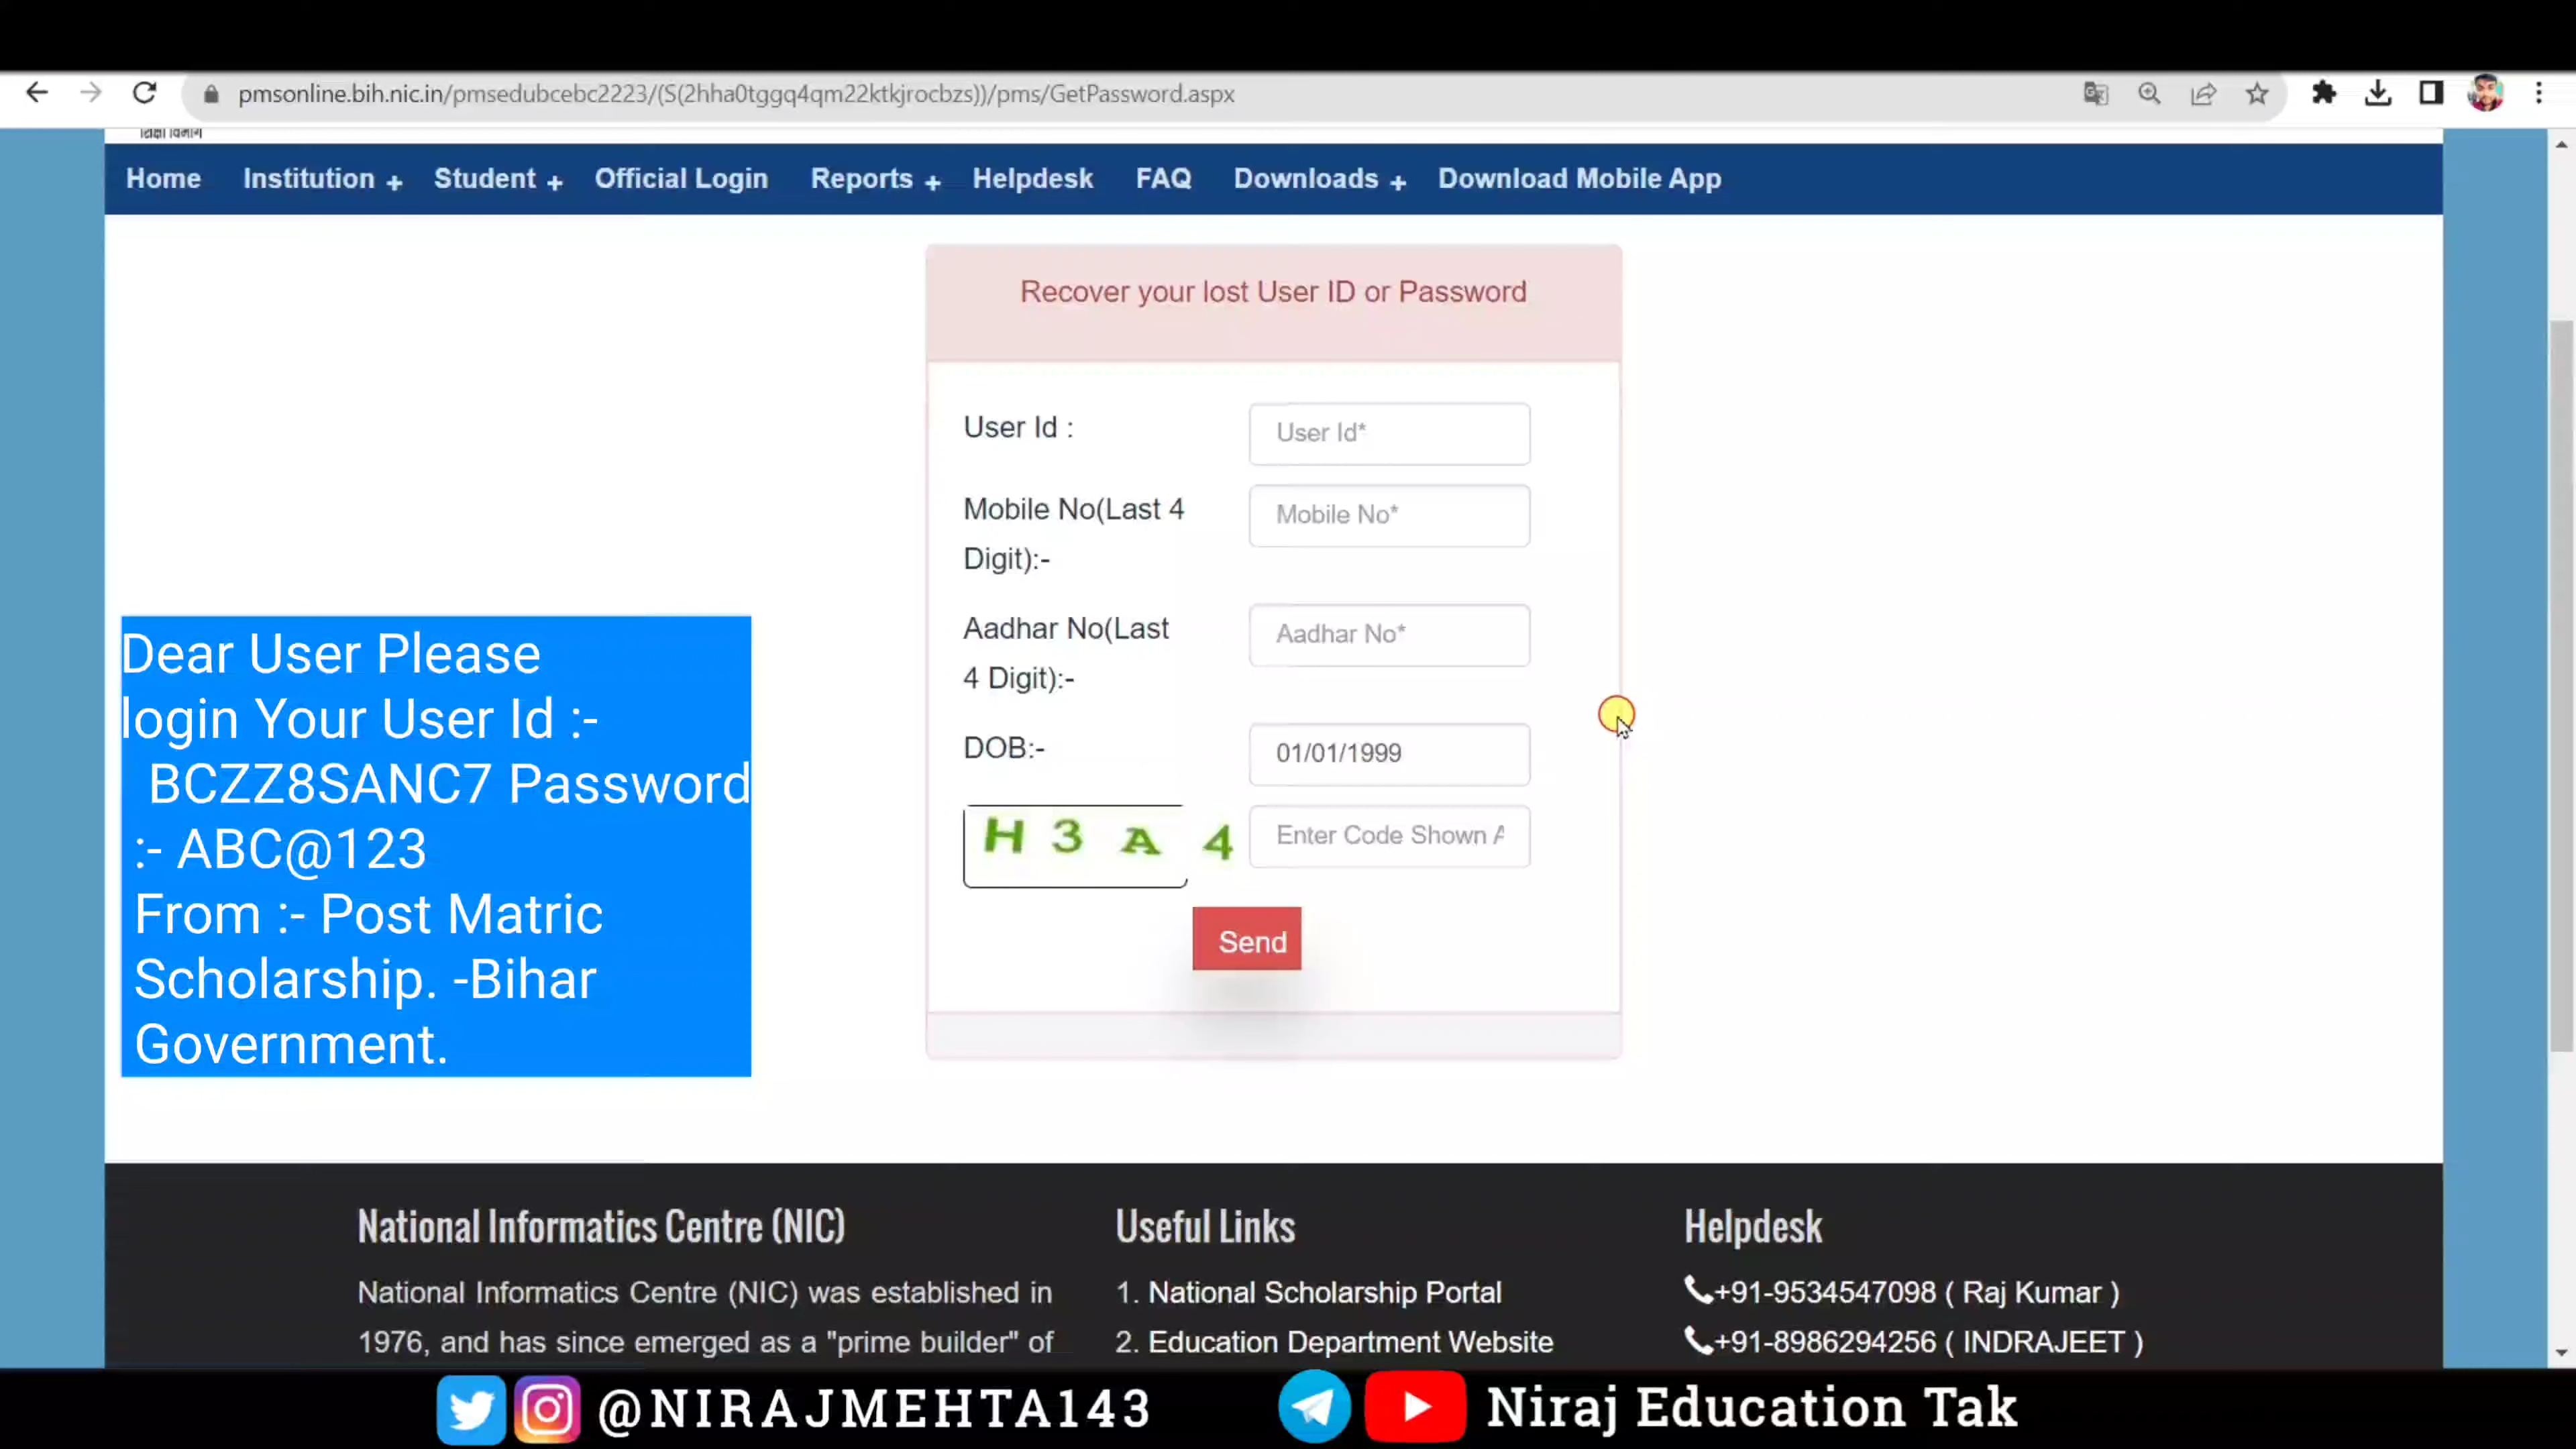 pmsonline.bih.nic.in/pmsedubcebc2223/(S(2hha0tggq4qm22ktkjrocbzs))/pms/GetPassword.aspx
शिक्षा विभाग
Home Institution + Student + Official Login Reports + Helpdesk FAQ Downloads + Download Mobile App
Recover your lost User ID or Password
User Id : User Id*
Mobile No(Last 4 Digit):- Mobile No*
Aadhar No(Last 4 Digit):- Aadhar No*
DOB:- 01/01/1999
H 3 A 4 Enter Code Shown A
Send
Dear User Please
login Your User Id :-
BCZZ8SANC7 Password
:- ABC@123
From :- Post Matric
Scholarship. -Bihar
Government.
National Informatics Centre (NIC)
National Informatics Centre (NIC) was established in
1976, and has since emerged as a "prime builder" of
Useful Links
1. National Scholarship Portal
2. Education Department Website
Helpdesk
+91-9534547098 ( Raj Kumar )
+91-8986294256 ( INDRAJEET )
@NIRAJMEHTA143 Niraj Education Tak